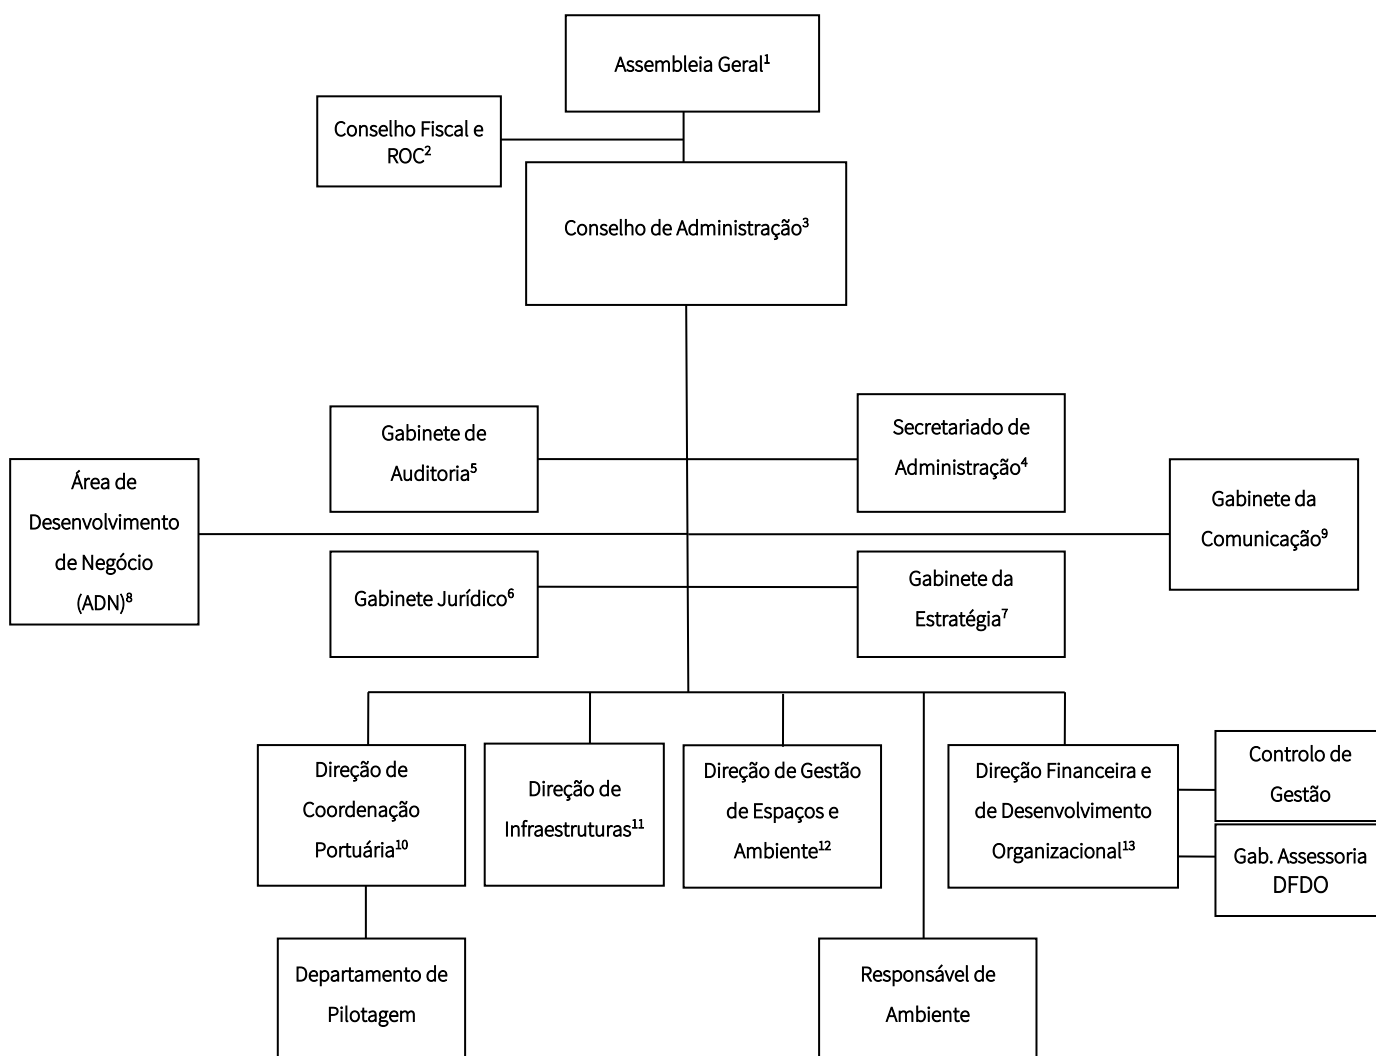 Assembleia Geral¹
Conselho Fiscal e
ROC²
Conselho de Administração³
Gabinete de
Auditoria⁵
Secretariado de
Administração⁴
Área de
Desenvolvimento
de Negócio
(ADN)⁸
Gabinete da
Comunicação⁹
Gabinete Jurídico⁶
Gabinete da
Estratégia⁷
Direção de
Coordenação
Portuária¹⁰
Direção de
Infraestruturas¹¹
Direção de Gestão
de Espaços e
Ambiente¹²
Direção Financeira e
de Desenvolvimento
Organizacional¹³
Controlo de
Gestão
Gab. Assessoria
DFDO
Departamento de
Pilotagem
Responsável de
Ambiente